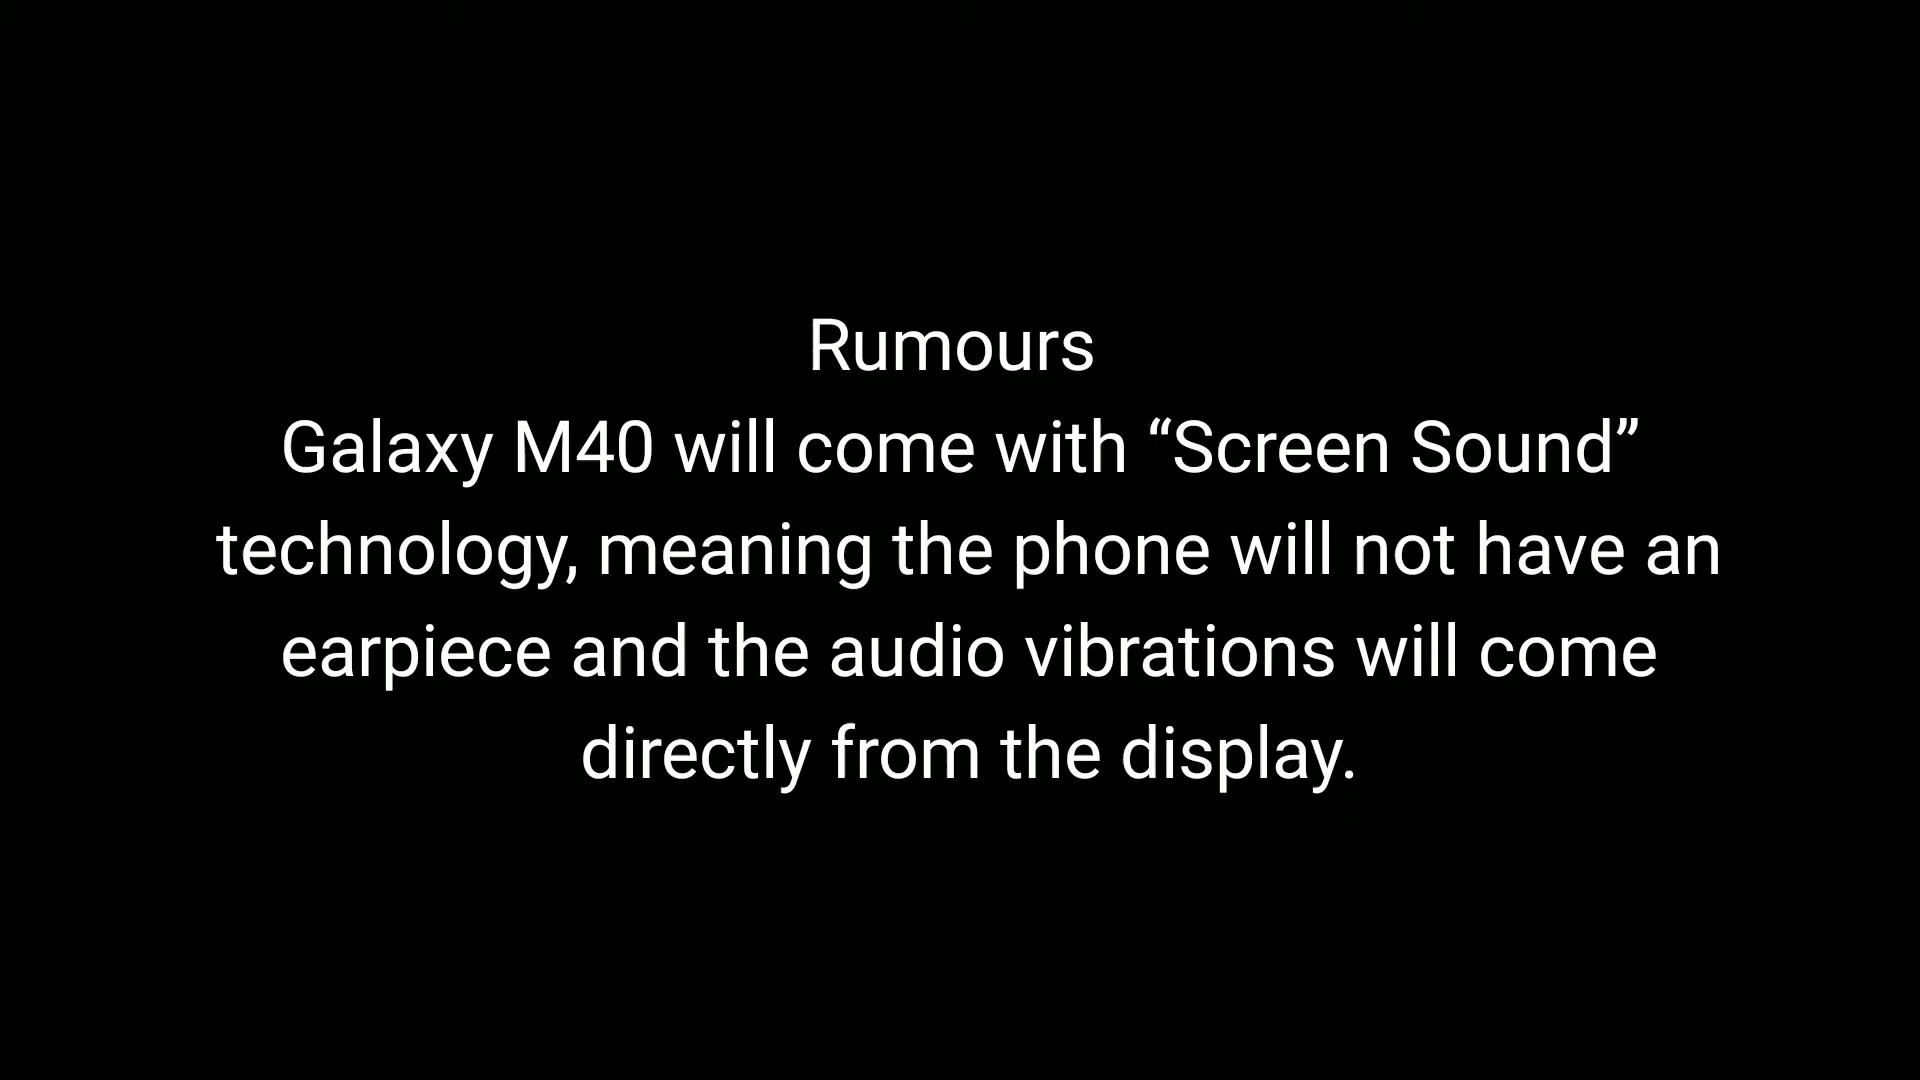 Rumours
Galaxy M40 will come with “Screen Sound”
technology, meaning the phone will not have an
earpiece and the audio vibrations will come
directly from the display.